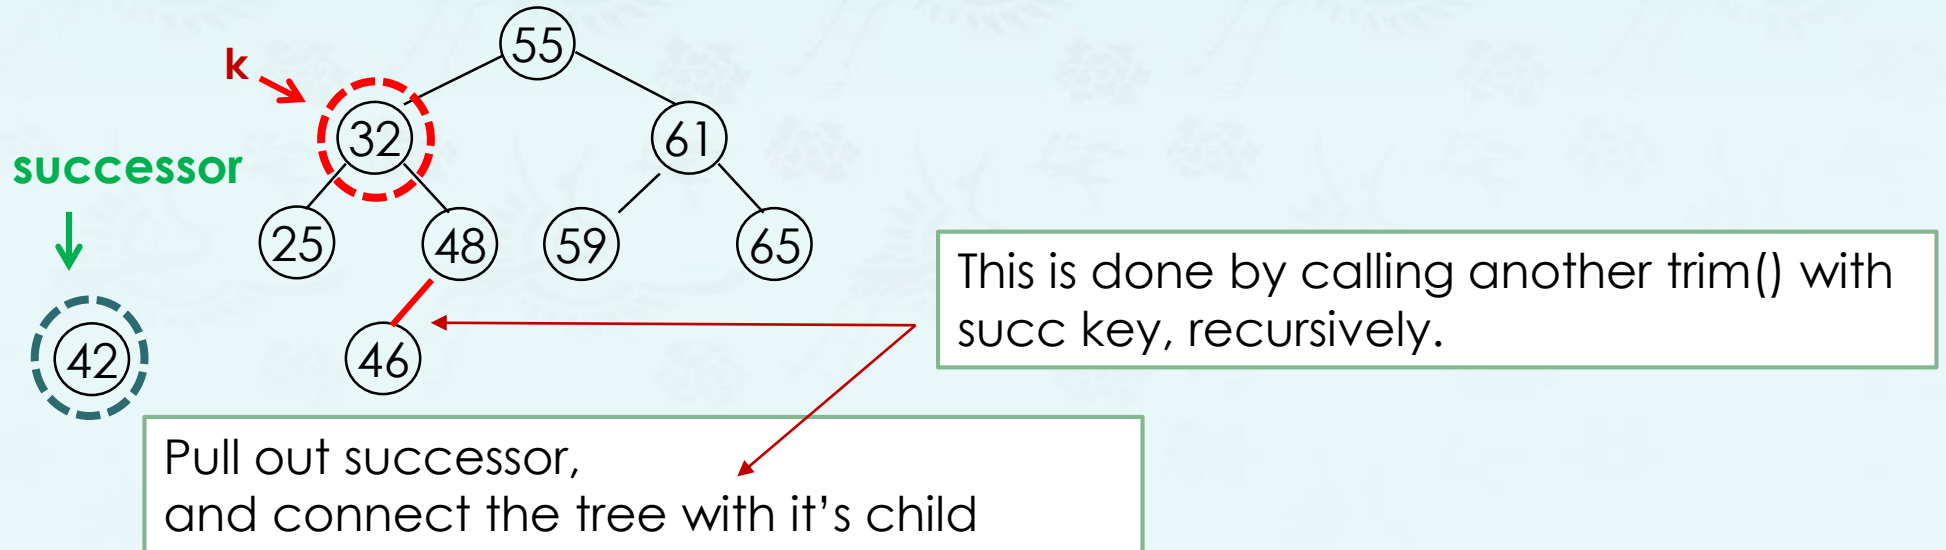 55
k
32
61
successor
25
48
59
65
This is done by calling another trim() with
succ key, recursively.
42
46
Pull out successor,
and connect the tree with it’s child